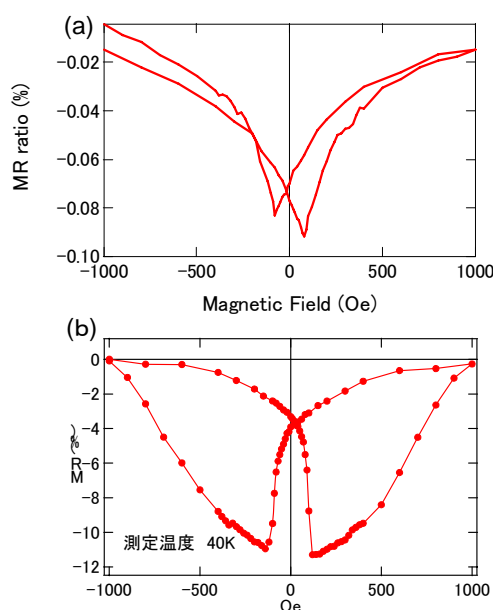 (a)
MR ratio (%)
-0.02
-0.04
-0.06
-0.08
-0.10
-1000 -500 0 500 1000
Magnetic Field (Oe)
(b)
MR (%)
0
-2
-4
-6
-8
-10
-12
測定温度 40K
-1000 -500 0 500 1000
Oe